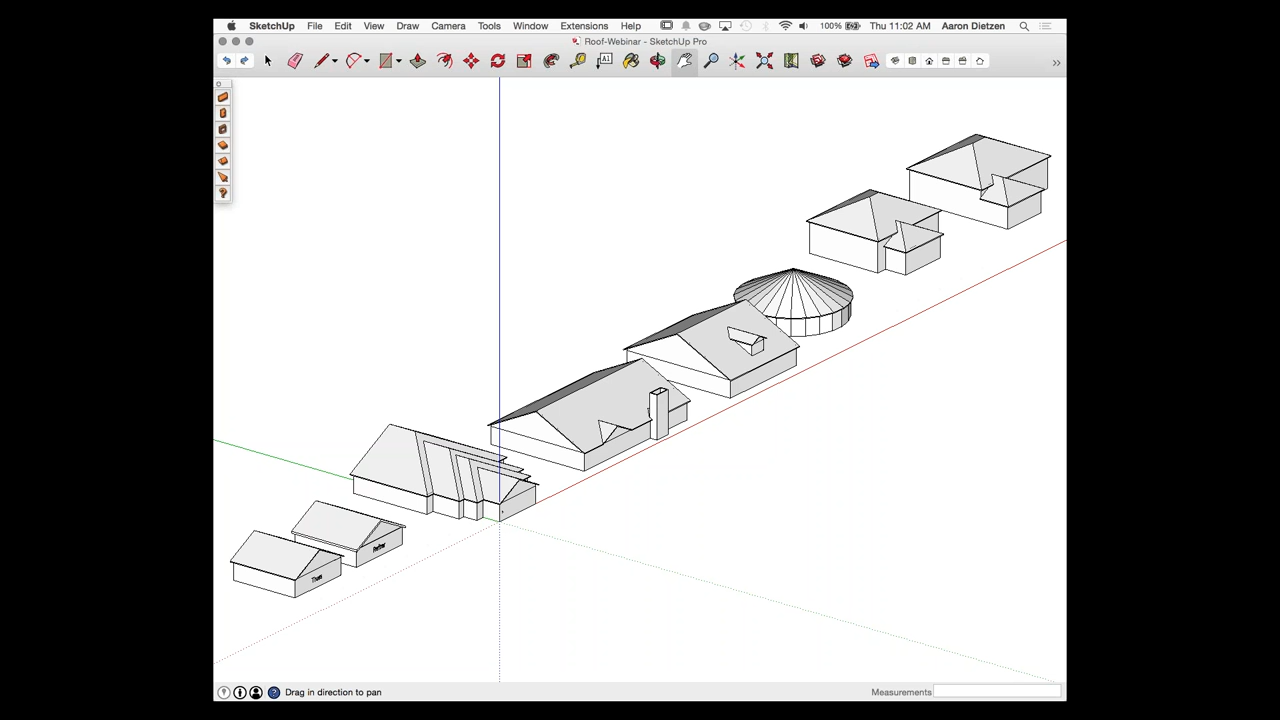 SketchUp File Edit View Draw Camera Tools Window Extensions Help 100% Thu 11:02 AM Aaron Dietzen
Roof-Webinar - SketchUp Pro
A1
Drag in direction to pan
Measurements